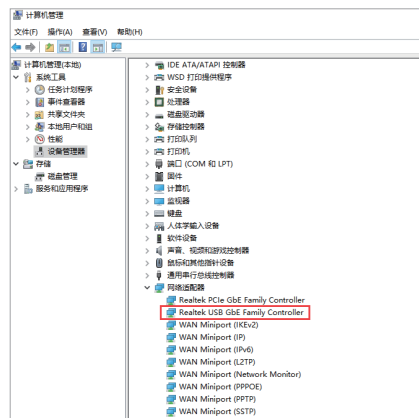 计算机管理
文件(F) 操作(A) 查看(V) 帮助(H)
计算机管理(本地)
系统工具
任务计划程序
事件查看器
共享文件夹
本地用户和组
性能
设备管理器
存储
磁盘管理
服务和应用程序
IDE ATA/ATAPI 控制器
WSD 打印提供程序
安全设备
处理器
磁盘驱动器
存储控制器
打印队列
打印机
端口 (COM 和 LPT)
固件
计算机
监视器
键盘
人体学输入设备
软件设备
声音、视频和游戏控制器
鼠标和其他指针设备
通用串行总线控制器
网络适配器
Realtek PCIe GbE Family Controller
Realtek USB GbE Family Controller
WAN Miniport (IKEv2)
WAN Miniport (IP)
WAN Miniport (IPv6)
WAN Miniport (L2TP)
WAN Miniport (Network Monitor)
WAN Miniport (PPPOE)
WAN Miniport (PPTP)
WAN Miniport (SSTP)